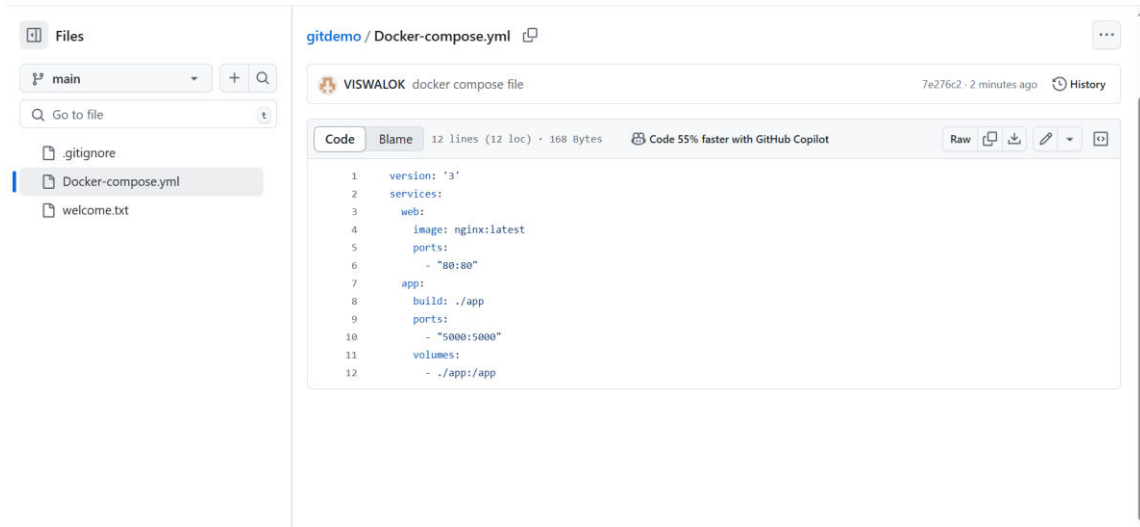 Files
main
Go to file
t
.gitignore
Docker-compose.yml
welcome.txt
gitdemo / Docker-compose.yml
VISWALOK docker compose file
7e276c2 · 2 minutes ago
History
Code Blame 12 lines (12 loc) · 168 Bytes Code 55% faster with GitHub Copilot Raw
1 version: '3'
2 services:
3   web:
4     image: nginx:latest
5     ports:
6       - "80:80"
7   app:
8     build: ./app
9     ports:
10       - "5000:5000"
11     volumes:
12       - ./app:/app